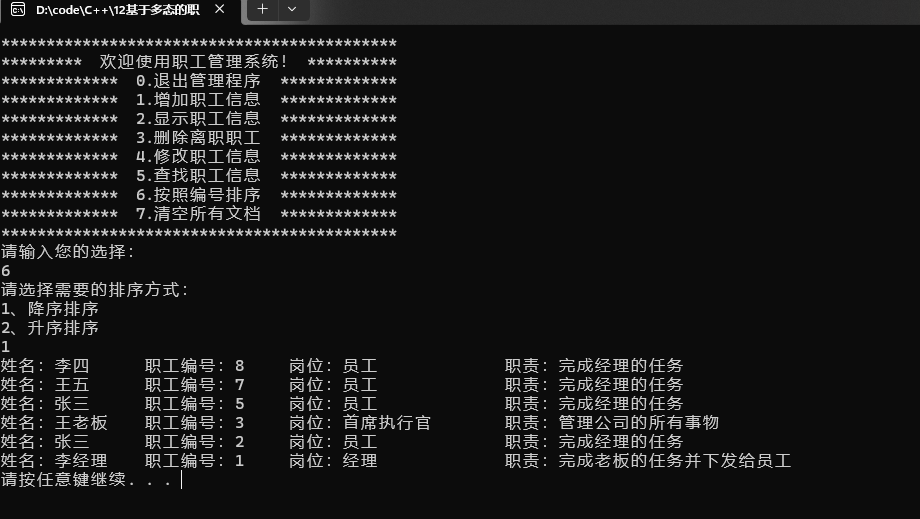 D:\code\C++\12基于多态的职
******************************************** 
*********  欢迎使用职工管理系统! **********
*************  0.退出管理程序  *************
*************  1.增加职工信息  *************
*************  2.显示职工信息  *************
*************  3.删除离职职工  *************
*************  4.修改职工信息  *************
*************  5.查找职工信息  *************
*************  6.按照编号排序  *************
*************  7.清空所有文档  *************
********************************************
请输入您的选择:
6
请选择需要的排序方式:
1、降序排序
2、升序排序
1
姓名: 李四 职工编号: 8 岗位: 员工 职责: 完成经理的任务
姓名: 王五 职工编号: 7 岗位: 员工 职责: 完成经理的任务
姓名: 张三 职工编号: 5 岗位: 员工 职责: 完成经理的任务
姓名: 王老板 职工编号: 3 岗位: 首席执行官 职责: 管理公司的所有事物
姓名: 张三 职工编号: 2 岗位: 员工 职责: 完成经理的任务
姓名: 李经理 职工编号: 1 岗位: 经理 职责: 完成老板的任务并下发给员工
请按任意键继续. . .